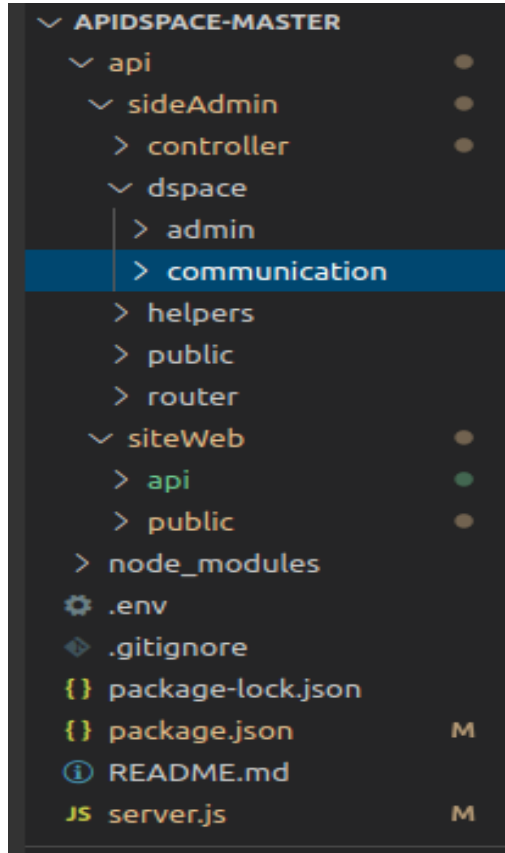 APIDSPACE-MASTER
api
sideAdmin
controller
dspace
admin
communication
helpers
public
router
siteWeb
api
public
node_modules
.env
.gitignore
{} package-lock.json
{} package.json M
README.md
JS server.js M